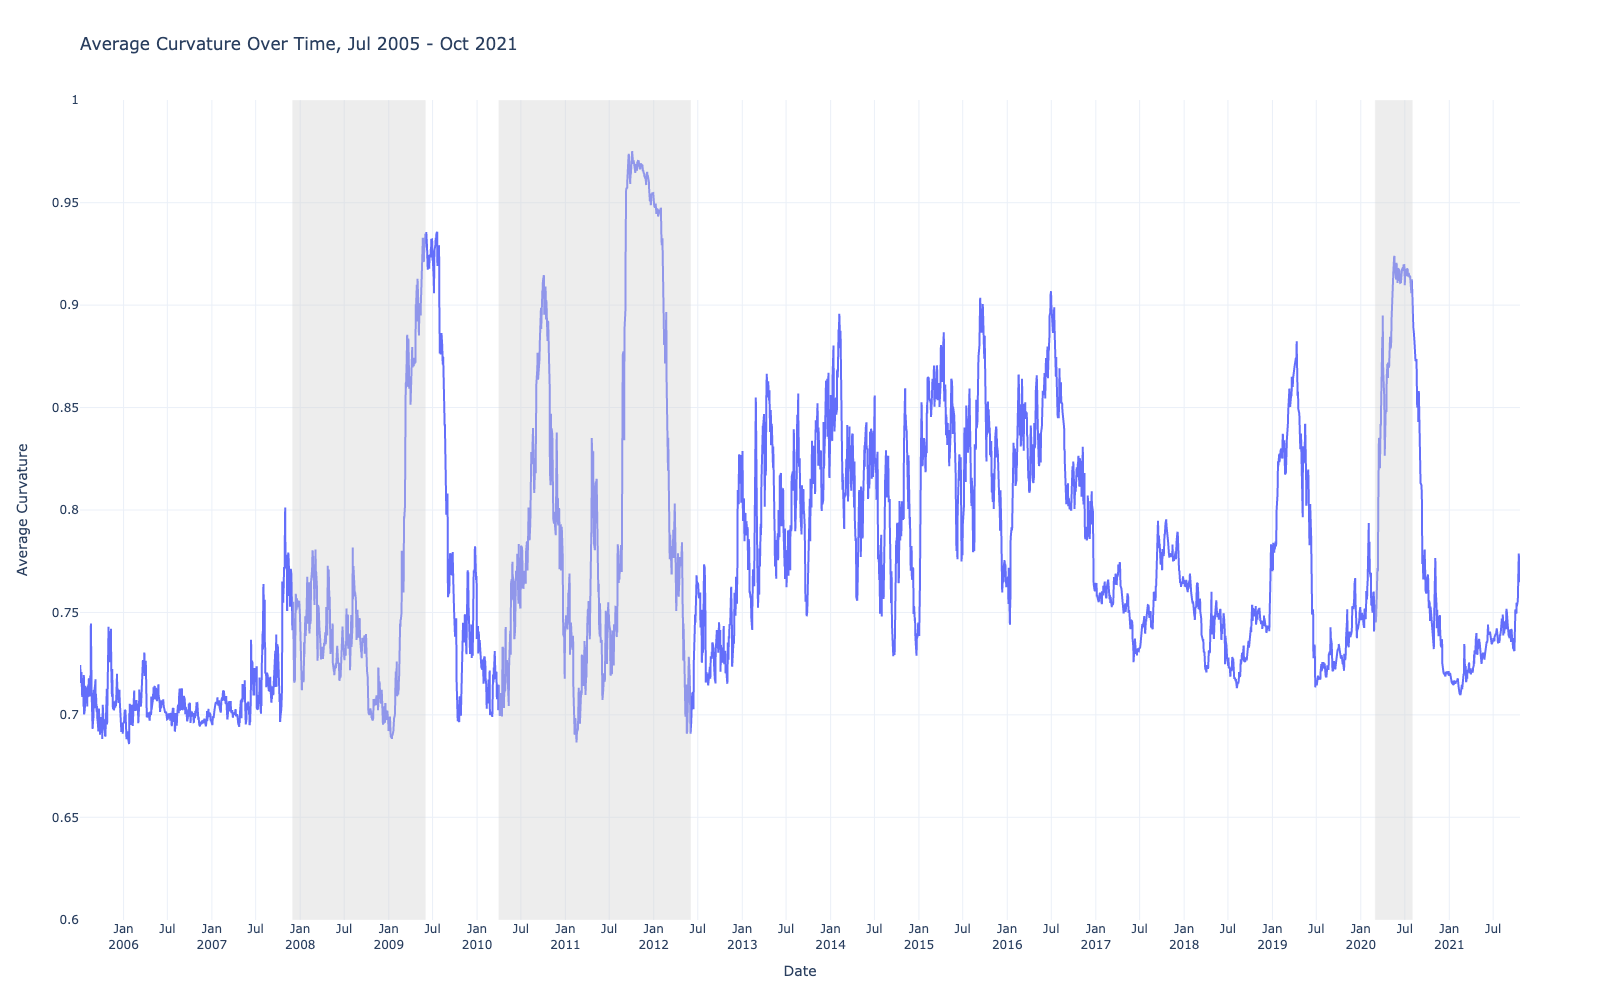 Average Curvature Over Time, Jul 2005 - Oct 2021
1
0.95
0.9
0.85
0.8
0.75
0.7
0.65
0.6
Average Curvature
Jan Jul Jan Jul Jan Jul Jan Jul Jan Jul Jan Jul Jan Jul Jan Jul Jan Jul Jan Jul Jan Jul Jan Jul Jan Jul Jan Jul Jan Jul Jan Jul
2006 2007 2008 2009 2010 2011 2012 2013 2014 2015 2016 2017 2018 2019 2020 2021
Date